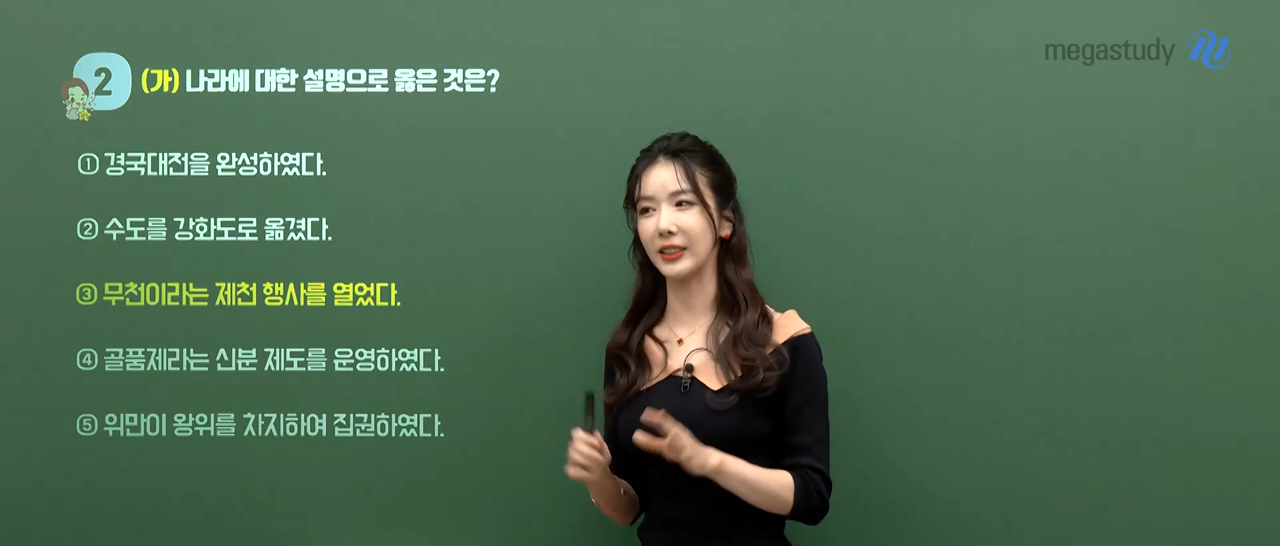 megastudy
2 (가) 나라에 대한 설명으로 옳은 것은?
① 경국대전을 완성하였다.
② 수도를 강화도로 옮겼다.
③ 무천이라는 제천 행사를 열었다.
④ 골품제라는 신분 제도를 운영하였다.
⑤ 위만이 왕위를 차지하여 집권하였다.